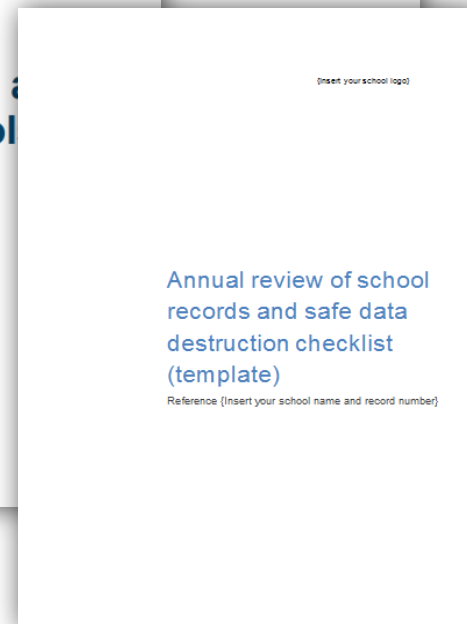 {Insert your school logo}
Annual review of school
records and safe data
destruction checklist
(template)
Reference {Insert your school name and record number}